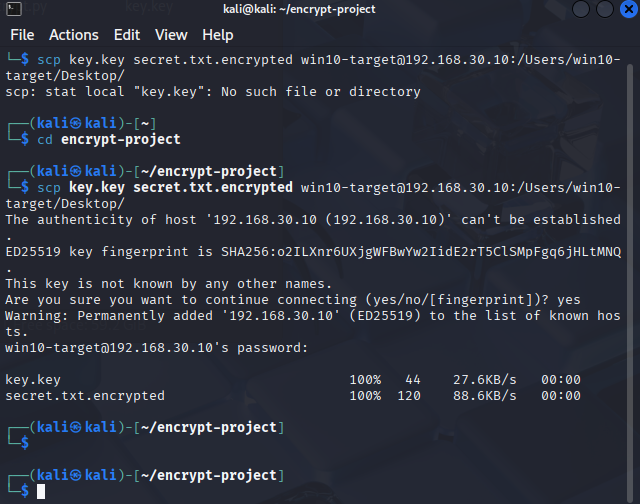 kali@kali: ~/encrypt-project
File Actions Edit View Help
└─$ scp key.key secret.txt.encrypted win10-target@192.168.30.10:/Users/win10-
target/Desktop/
scp: stat local "key.key": No such file or directory
┌──(kali㉿kali)-[~]
└─$ cd encrypt-project
┌──(kali㉿kali)-[~/encrypt-project]
└─$ scp key.key secret.txt.encrypted win10-target@192.168.30.10:/Users/win10-
target/Desktop/
The authenticity of host '192.168.30.10 (192.168.30.10)' can't be established
.
ED25519 key fingerprint is SHA256:o2ILXnr6UXjgWFBwYw2IidE2rT5ClSMpFgq6jHLtMNQ
.
This key is not known by any other names.
Are you sure you want to continue connecting (yes/no/[fingerprint])? yes
Warning: Permanently added '192.168.30.10' (ED25519) to the list of known hos
ts.
win10-target@192.168.30.10's password:
key.key 100% 44 27.6KB/s 00:00
secret.txt.encrypted 100% 120 88.6KB/s 00:00
┌──(kali㉿kali)-[~/encrypt-project]
└─$
┌──(kali㉿kali)-[~/encrypt-project]
└─$